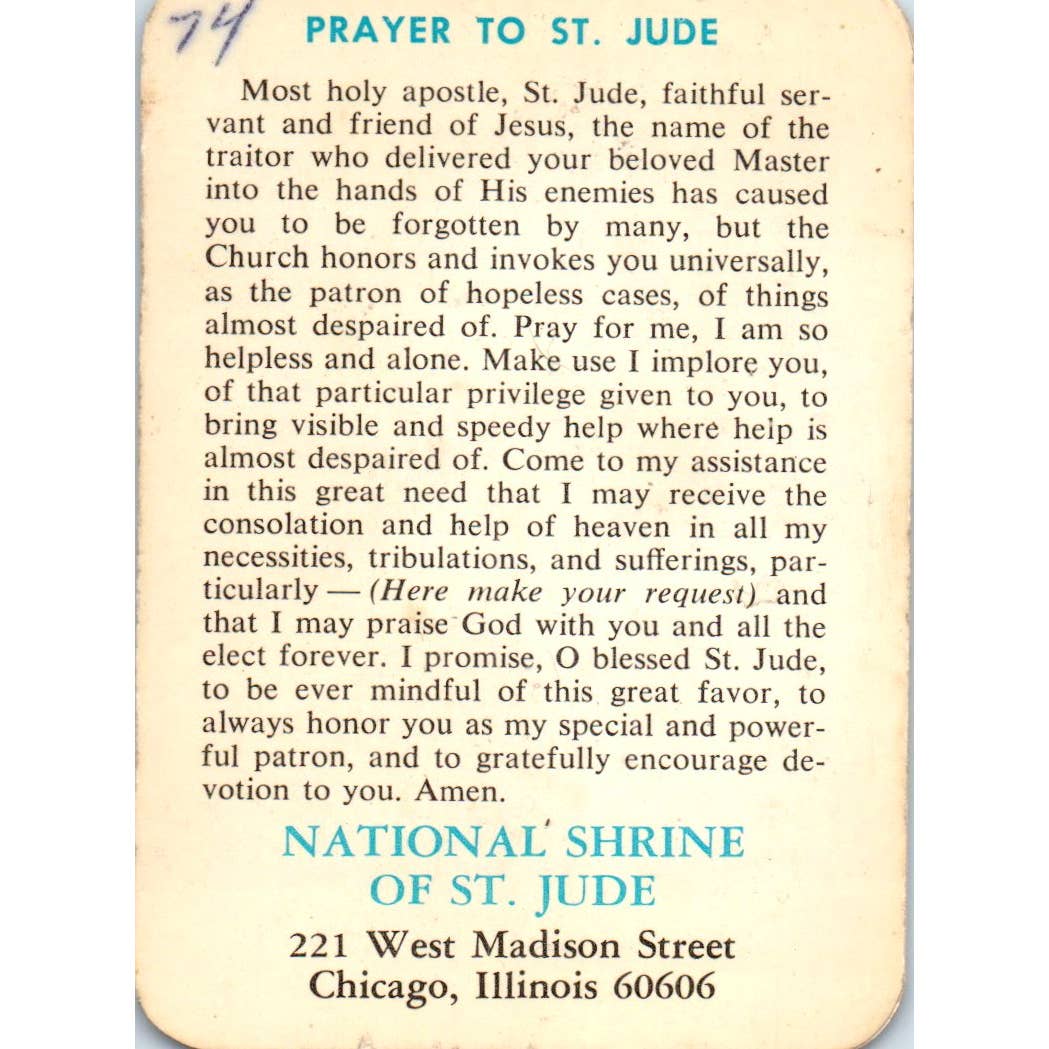 74
PRAYER TO ST. JUDE
Most holy apostle, St. Jude, faithful ser-
vant and friend of Jesus, the name of the
traitor who delivered your beloved Master
into the hands of His enemies has caused
you to be forgotten by many, but the
Church honors and invokes you universally,
as the patron of hopeless cases, of things
almost despaired of. Pray for me, I am so
helpless and alone. Make use I implore you,
of that particular privilege given to you, to
bring visible and speedy help where help is
almost despaired of. Come to my assistance
in this great need that I may receive the
consolation and help of heaven in all my
necessities, tribulations, and sufferings, par-
ticularly — (Here make your request) and
that I may praise God with you and all the
elect forever. I promise, O blessed St. Jude,
to be ever mindful of this great favor, to
always honor you as my special and power-
ful patron, and to gratefully encourage de-
votion to you. Amen.
NATIONAL SHRINE
OF ST. JUDE
221 West Madison Street
Chicago, Illinois 60606